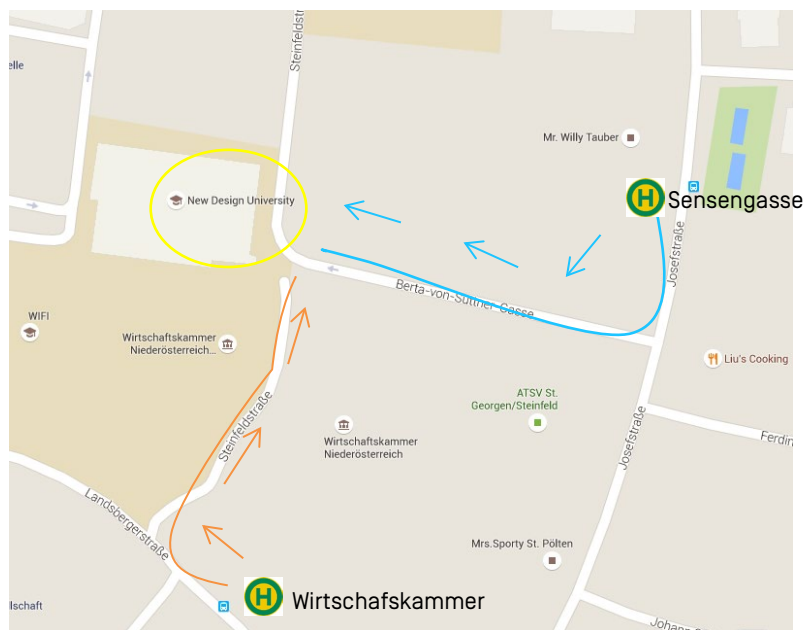 Steinfeldstr
elle
Mr. Willy Tauber
H
Sensengasse
New Design University
Josefstraße
Berta-von-Suttner-Gasse
WIFI
Wirtschaftskammer
Niederösterreich...
Liu's Cooking
ATSV St.
Georgen/Steinfeld
Steinfeldstraße
Wirtschaftskammer
Niederösterreich
Josefstraße
Ferdin
Landsbergerstraße
Mrs.Sporty St. Pölten
H
Wirtschafskammer
llschaft
Johann